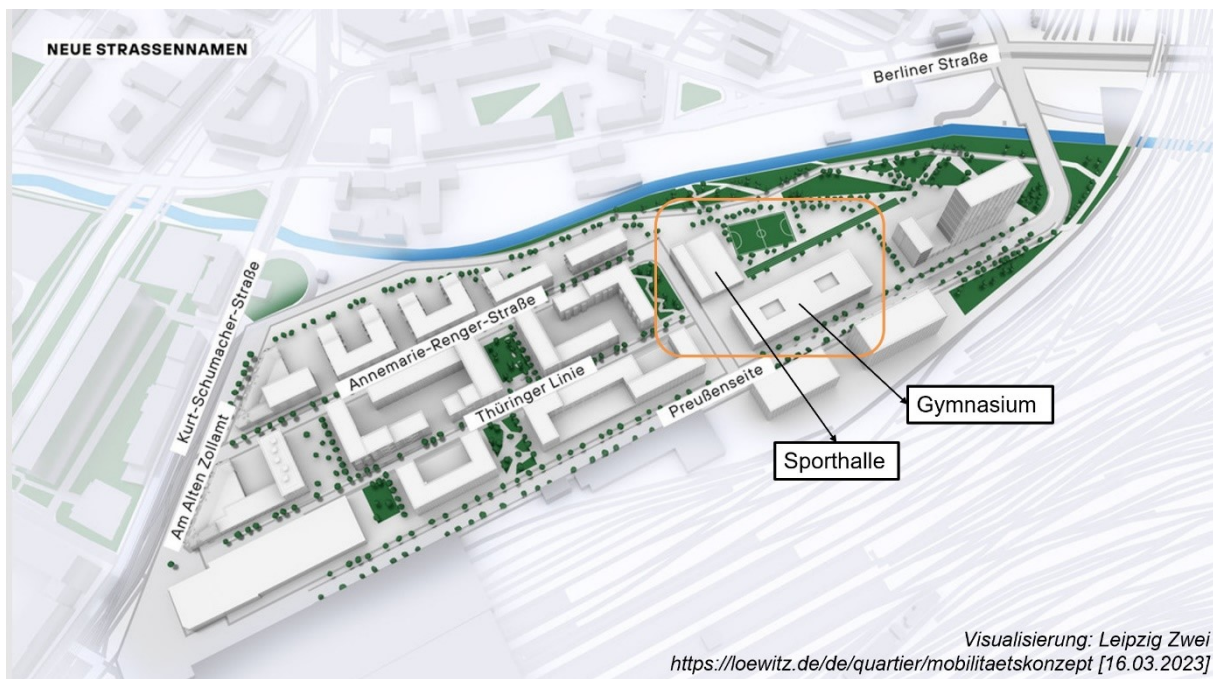 NEUE STRASSENNAMEN
Berliner Straße
Kurt-Schumacher-Straße
Am Alten Zollamt
Annemarie-Renger-Straße
Thüringer Linie
Preußenseite
Gymnasium
Sporthalle
Visualisierung: Leipzig Zwei
https://loewitz.de/de/quartier/mobilitaetskonzept [16.03.2023]